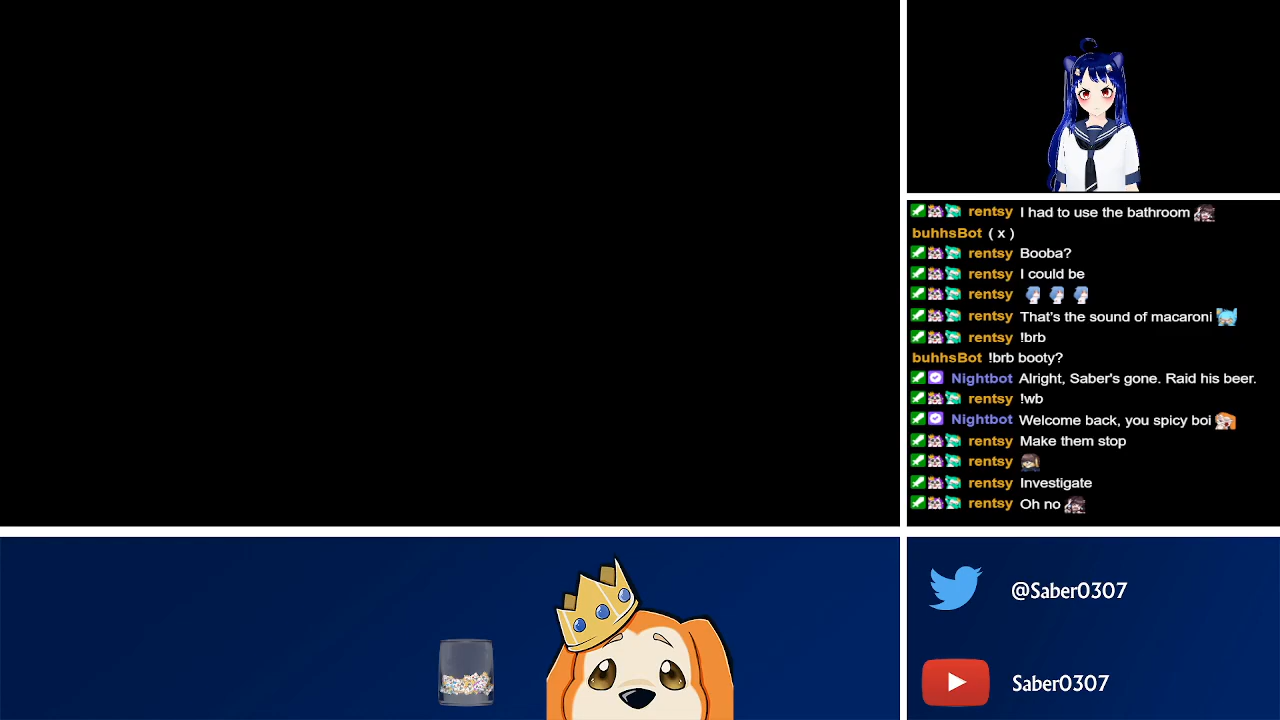 rentsy I had to use the bathroom
buhhsBot ( x )
rentsy Booba?
rentsy I could be
rentsy
rentsy That's the sound of macaroni
rentsy !brb
buhhsBot !brb booty?
Nightbot Alright, Saber's gone. Raid his beer.
rentsy !wb
Nightbot Welcome back, you spicy boi
rentsy Make them stop
rentsy
rentsy Investigate
rentsy Oh no
@Saber0307
Saber0307